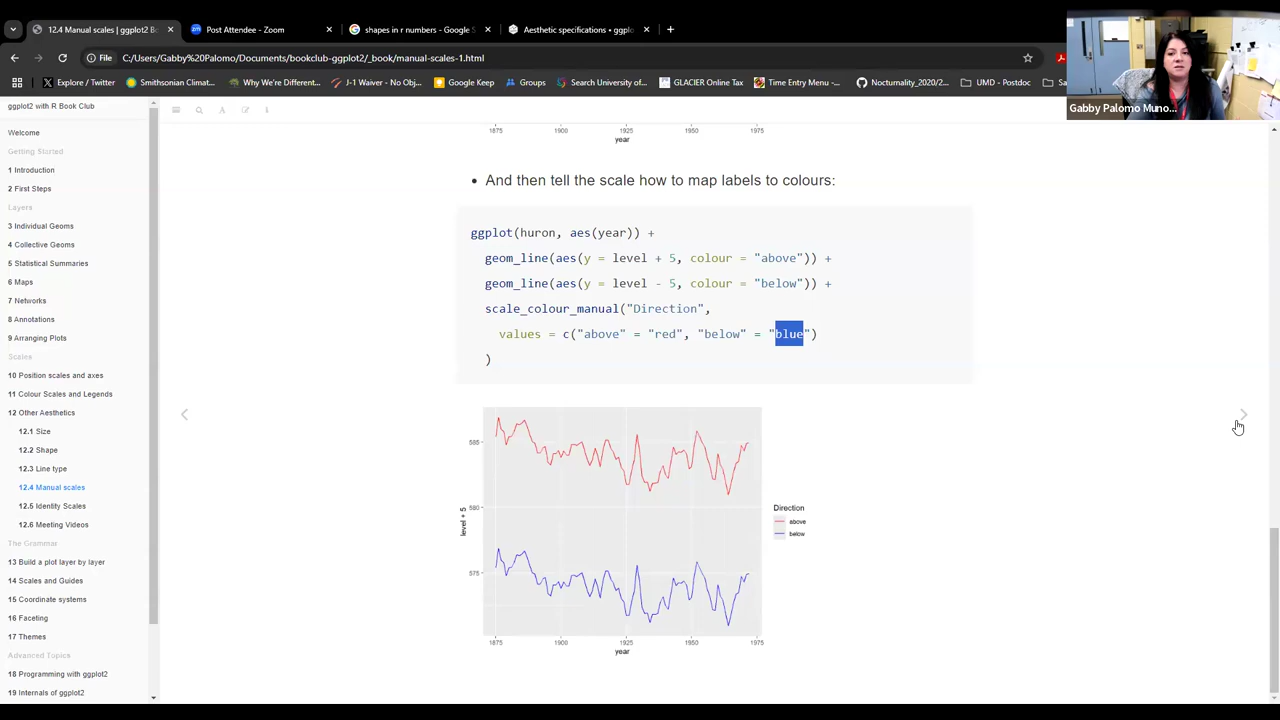 12.4 Manual scales | ggplot2 B
Post Attendee - Zoom
shapes in r numbers - Google S
Aesthetic specifications • ggplo
File
C:/Users/Gabby%20Palomo/Documents/bookclub-ggplot2/_book/manual-scales-1.html
Explore / Twitter
Smithsonian Climat...
Why We're Different...
J-1 Waiver - No Obj...
Google Keep
Groups
Search University of...
GLACIER Online Tax
Time Entry Menu -...
Nocturnality_2020/2...
UMD - Postdoc
Sa
Gabby Palomo Muno...
ggplot2 with R Book Club
Welcome
Getting Started
1 Introduction
2 First Steps
Layers
3 Individual Geoms
4 Collective Geoms
5 Statistical Summaries
6 Maps
7 Networks
8 Annotations
9 Arranging Plots
Scales
10 Position scales and axes
11 Colour Scales and Legends
12 Other Aesthetics
12.1 Size
12.2 Shape
12.3 Line type
12.4 Manual scales
12.5 Identity Scales
12.6 Meeting Videos
The Grammar
13 Build a plot layer by layer
14 Scales and Guides
15 Coordinate systems
16 Faceting
17 Themes
Advanced Topics
18 Programming with ggplot2
19 Internals of ggplot2
1875 1900 1925 1950 1975
year
• And then tell the scale how to map labels to colours:
ggplot(huron, aes(year)) +
geom_line(aes(y = level + 5, colour = "above")) +
geom_line(aes(y = level - 5, colour = "below")) +
scale_colour_manual("Direction",
values = c("above" = "red", "below" = "blue")
)
585
580
575
level + 5
1875 1900 1925 1950 1975
year
Direction
above
below